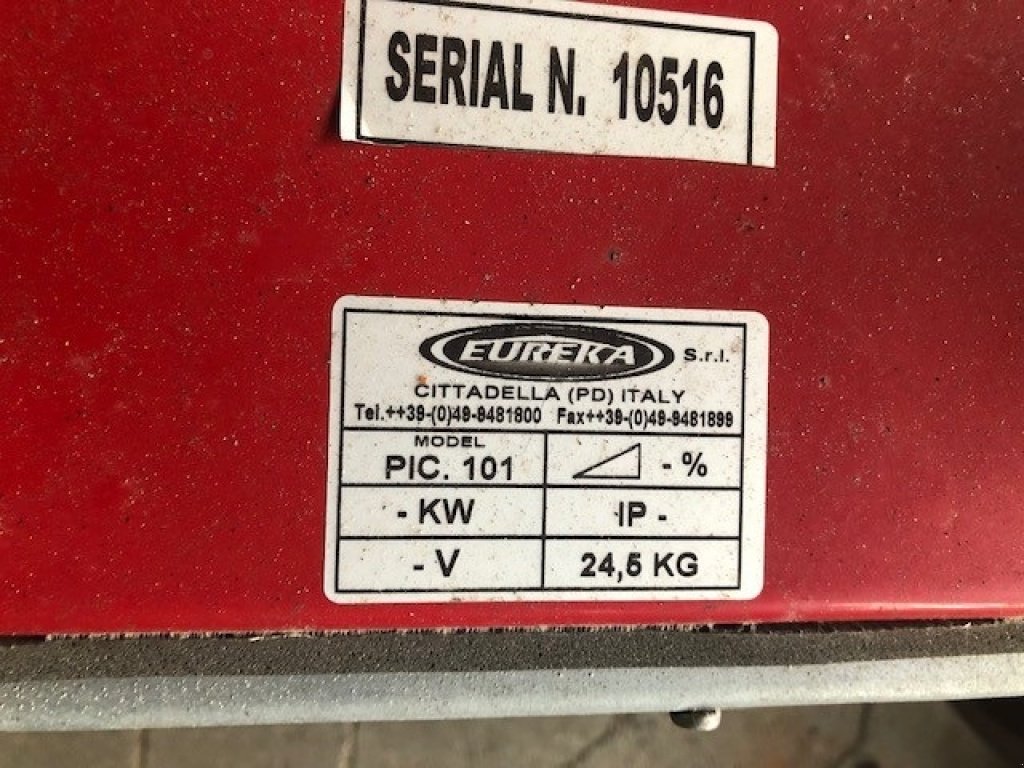 SERIAL N. 10516
EUREKA S.r.l.
CITTADELLA (PD) ITALY
Tel.++39-(0)49-9481800 Fax++39-(0)49-9481899
MODEL
PIC. 101
- %
- KW
IP -
- V
24,5 KG